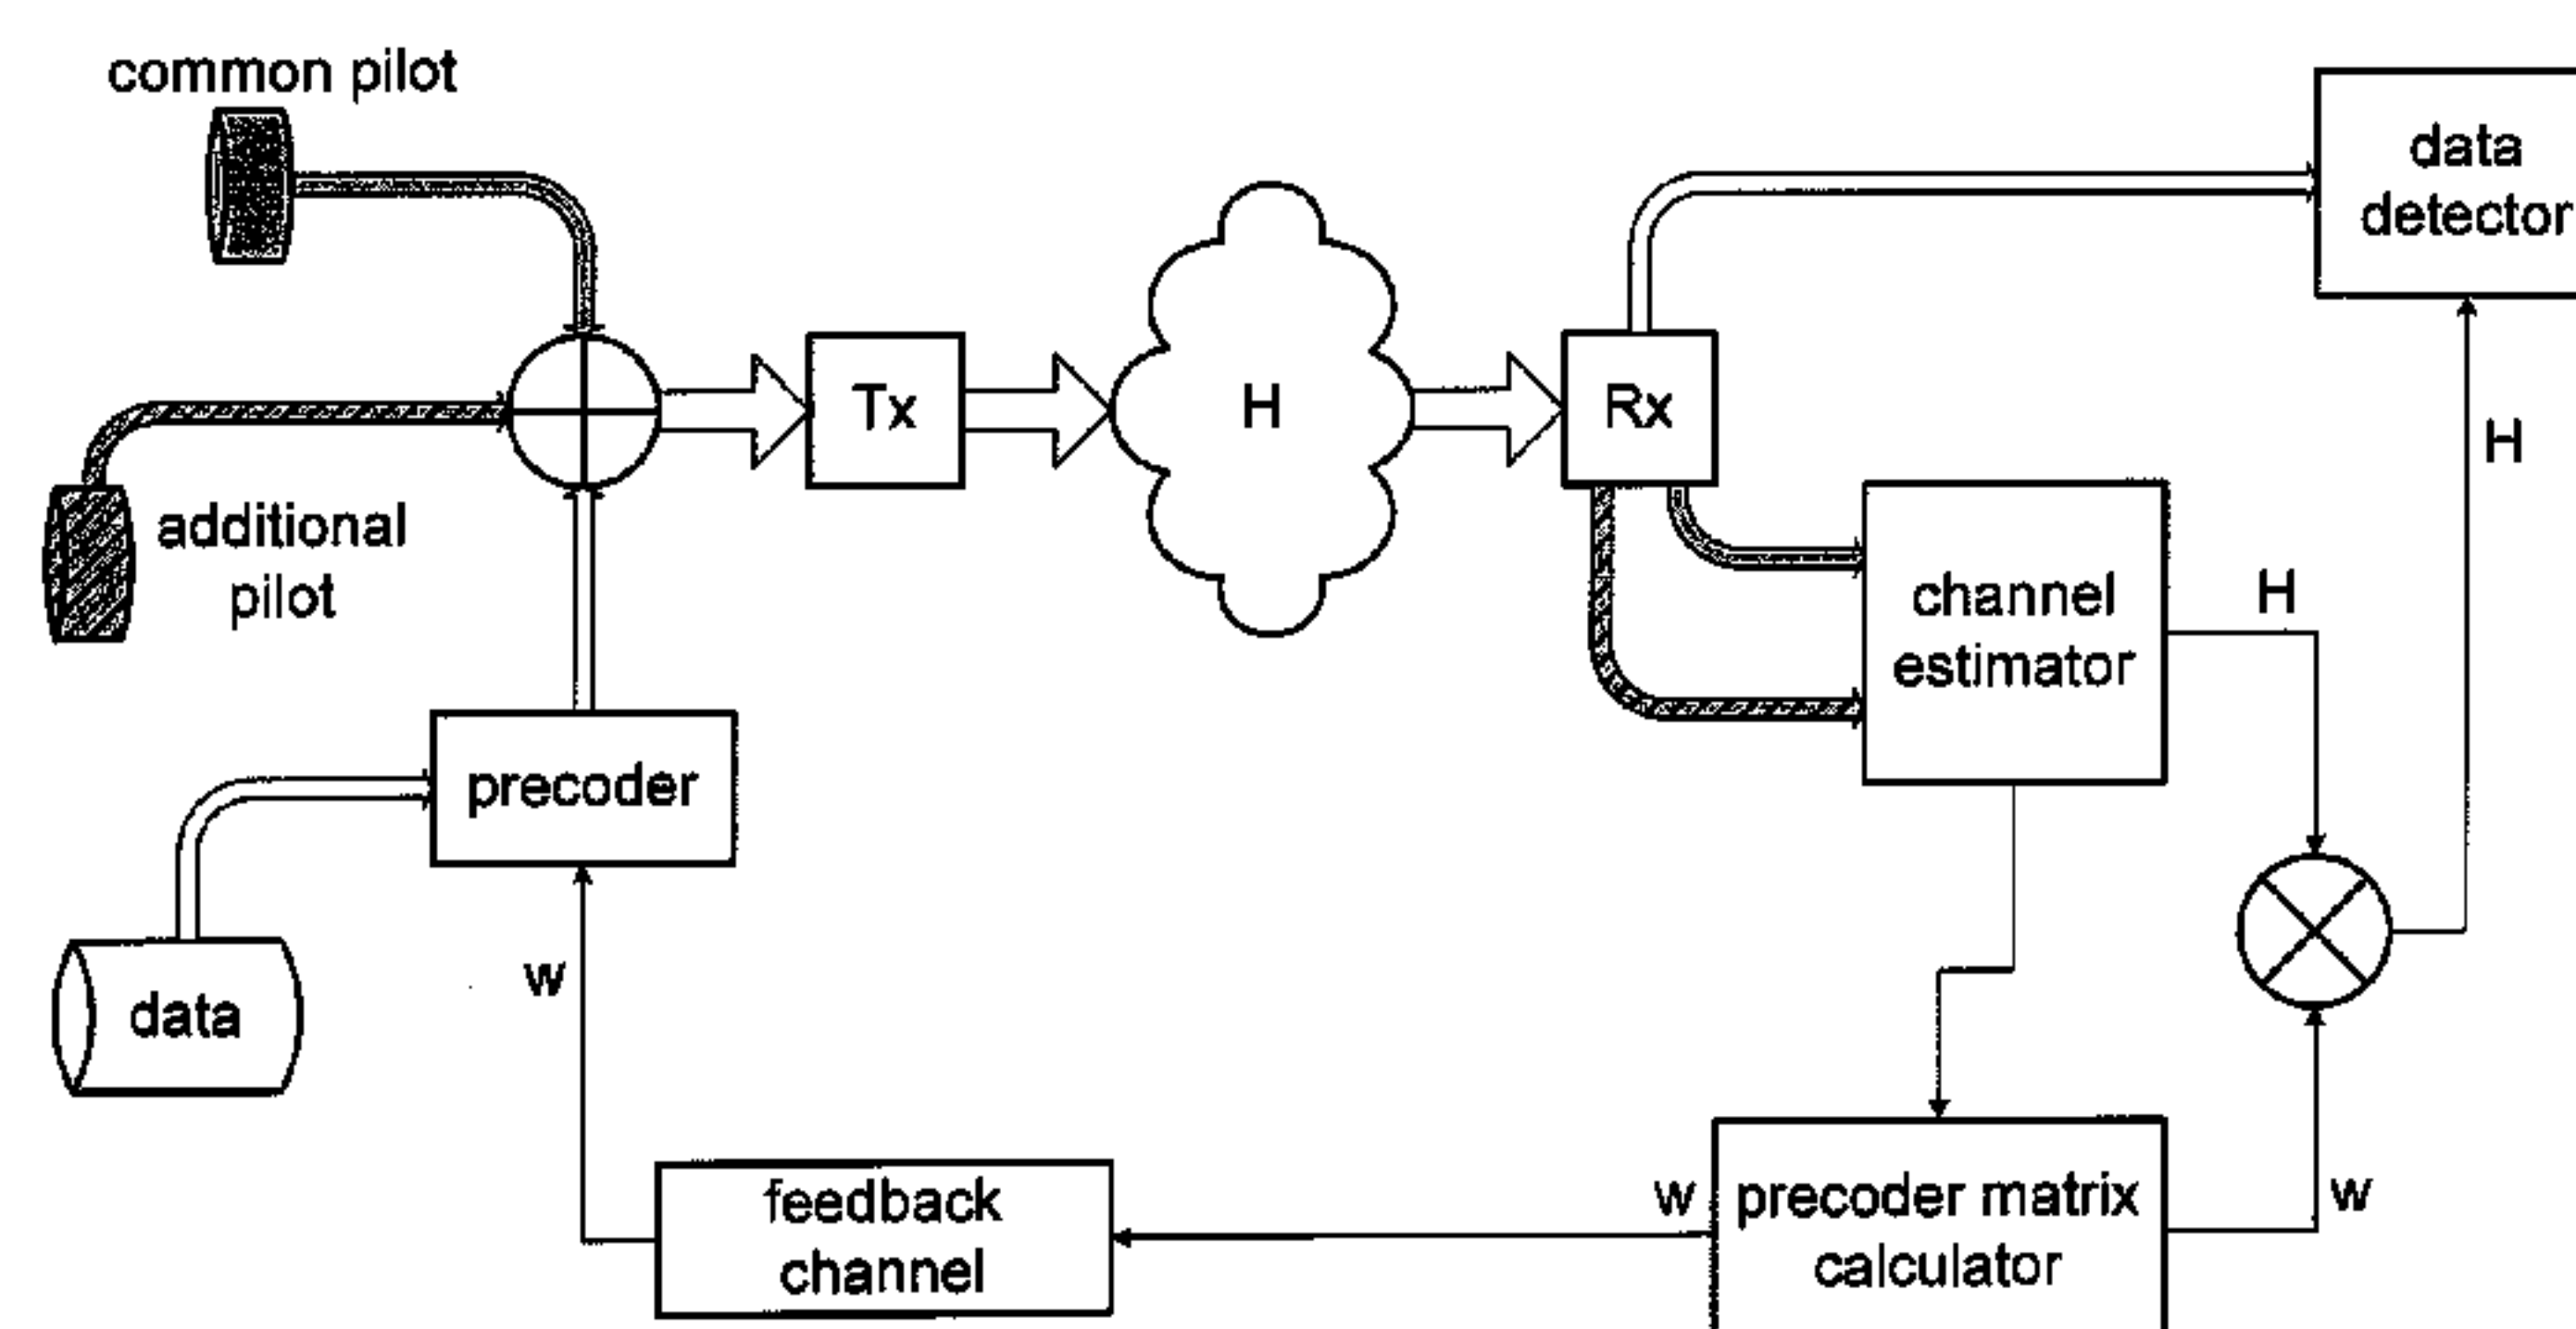 common pilot
data
detector
Tx
H
Rx
H
additional
pilot
channel
estimator
H
precoder
data
w
feedback
channel
w
precoder matrix
calculator
w